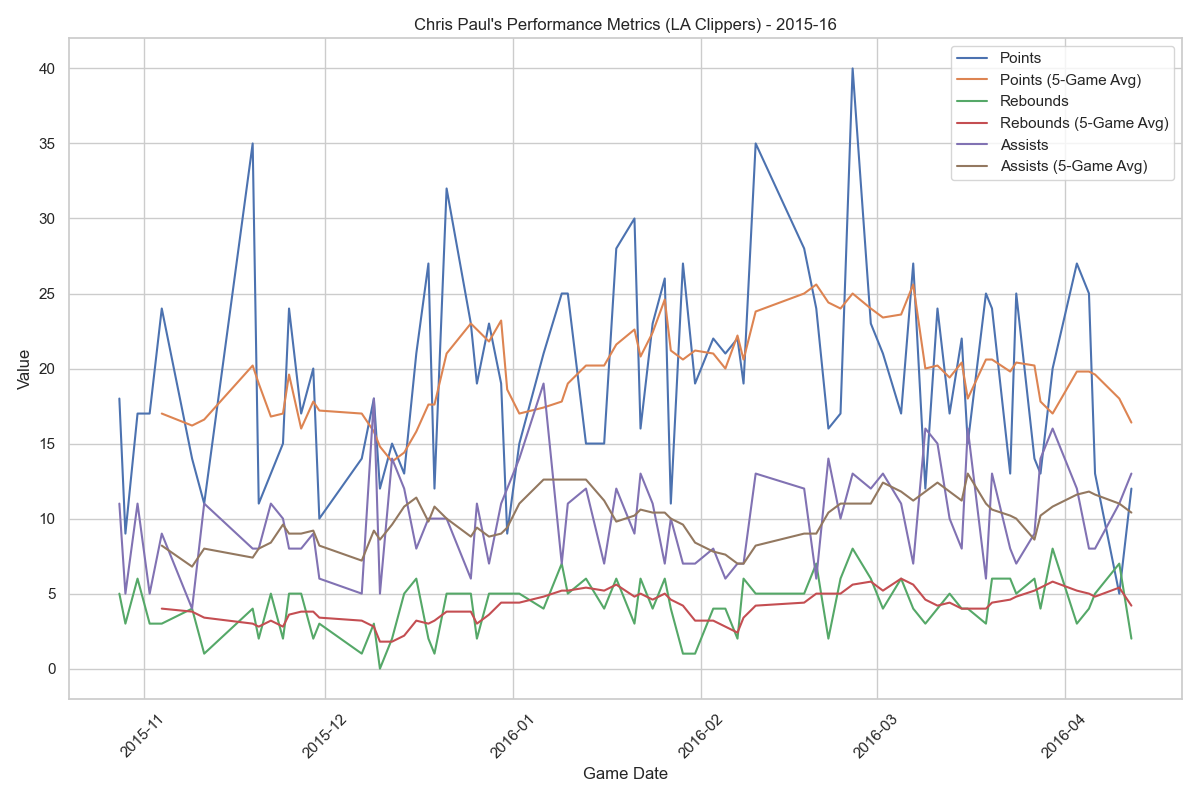 Chris Paul's Performance Metrics (LA Clippers) - 2015-16
Points
Points (5-Game Avg)
Rebounds
Rebounds (5-Game Avg)
Assists
Assists (5-Game Avg)
Value
40
35
30
25
20
15
10
5
0
2015-11
2015-12
2016-01
2016-02
2016-03
2016-04
Game Date